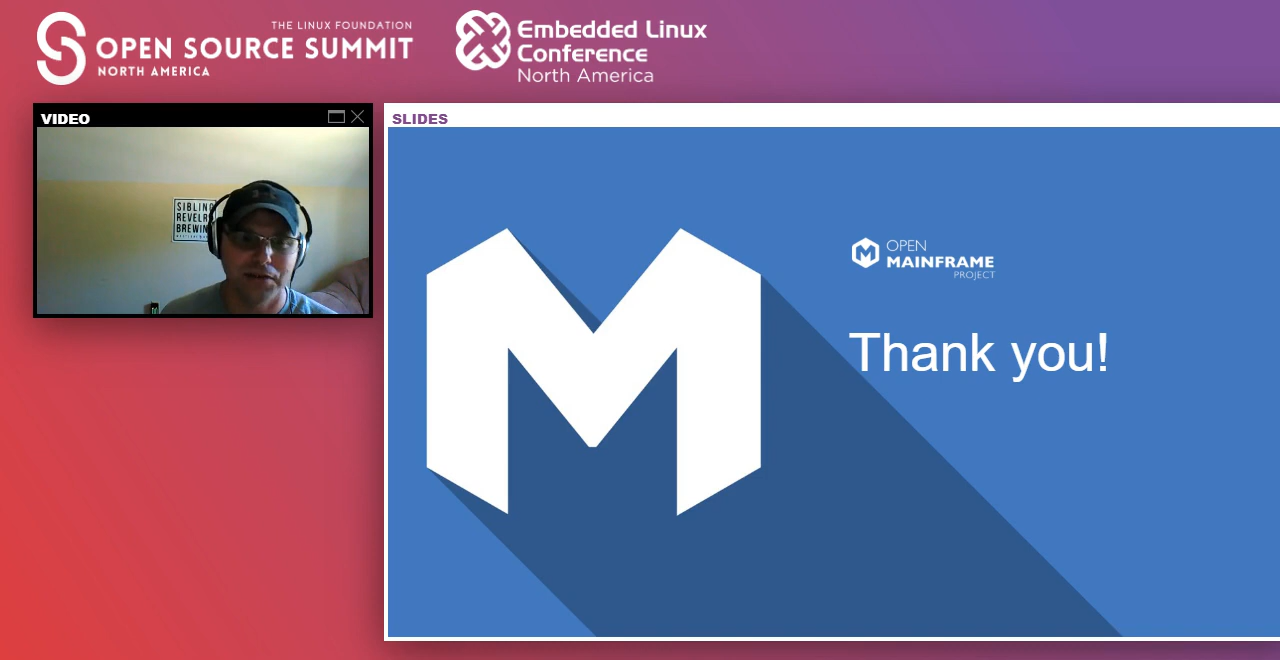 THE LINUX FOUNDATION
OPEN SOURCE SUMMIT
NORTH AMERICA
Embedded Linux
Conference
North America
VIDEO
SIBLING
REVELRY
BREWING
SLIDES
OPEN
MAINFRAME
PROJECT
Thank you!